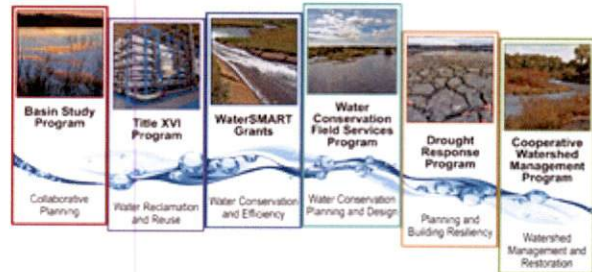 Basin Study
Program
Collaborative
Planning
Title XVI
Program
Water Reclamation
and Reuse
WaterSMART
Grants
Water Conservation
and Efficiency
Water
Conservation
Field Services
Program
Water Conservation
Planning and Design
Drought
Response
Program
Planning and
Building Resiliency
Cooperative
Watershed
Management
Program
Watershed
Management and
Restoration